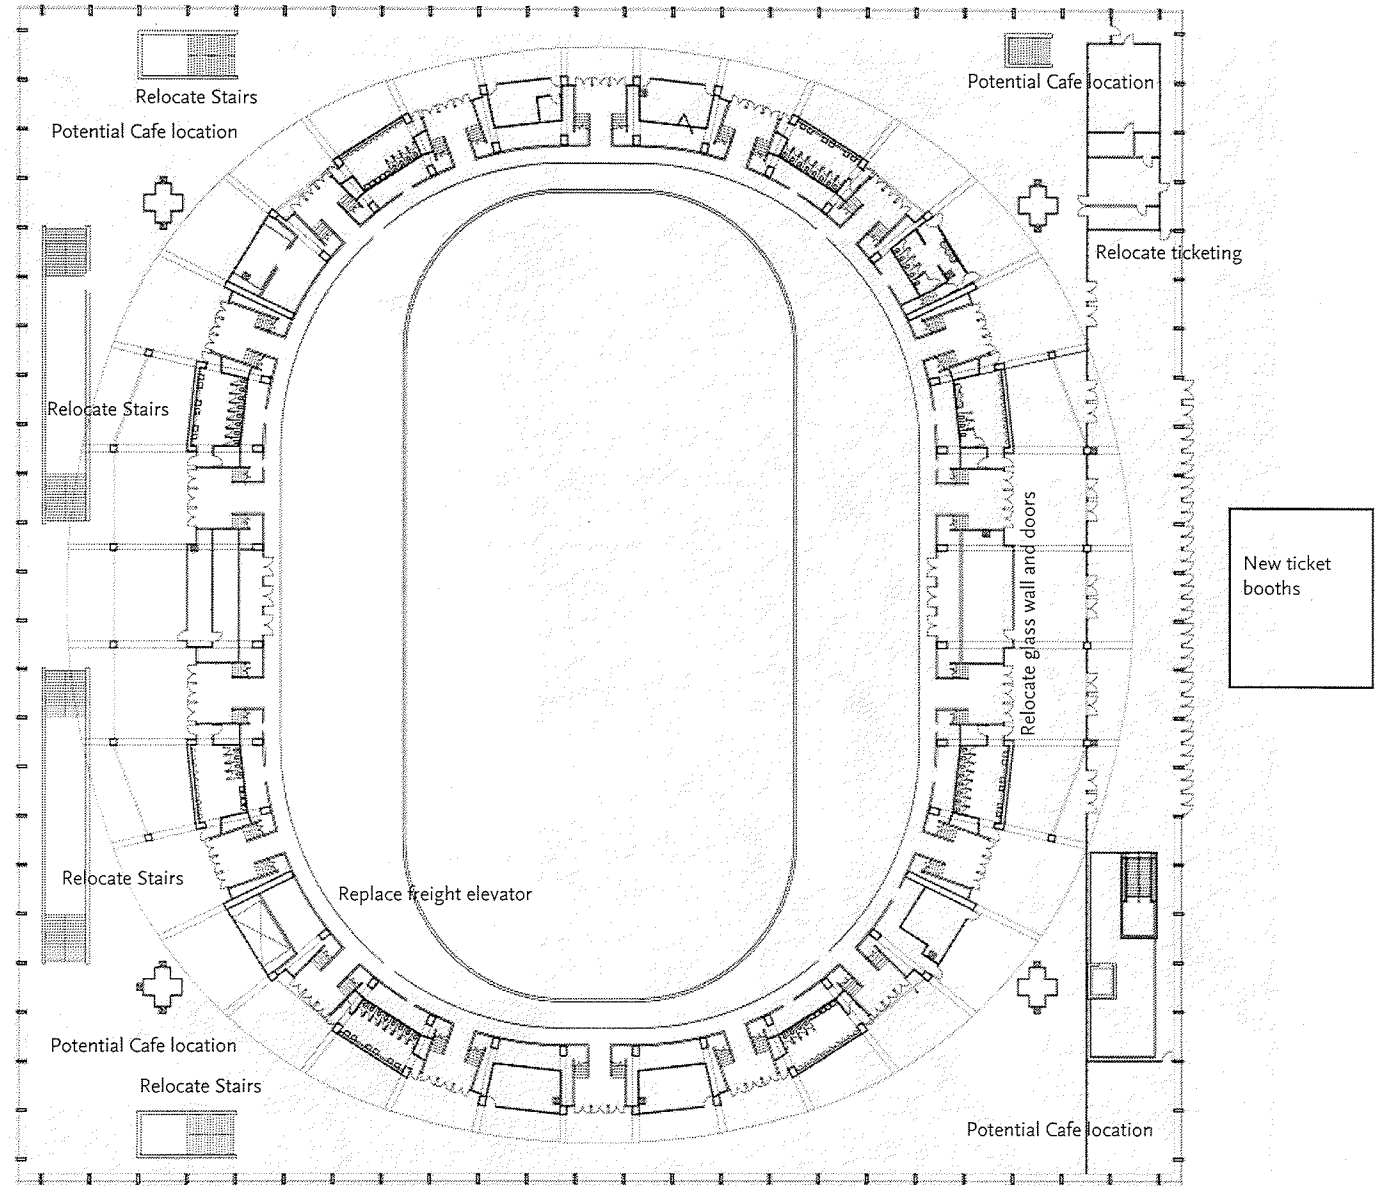 Relocate Stairs
Potential Cafe location
Potential Cafe location
Relocate ticketing
Relocate Stairs
Relocate glass wall and doors
New ticket
booths
Relocate Stairs
Replace freight elevator
Potential Cafe location
Relocate Stairs
Potential Cafe location